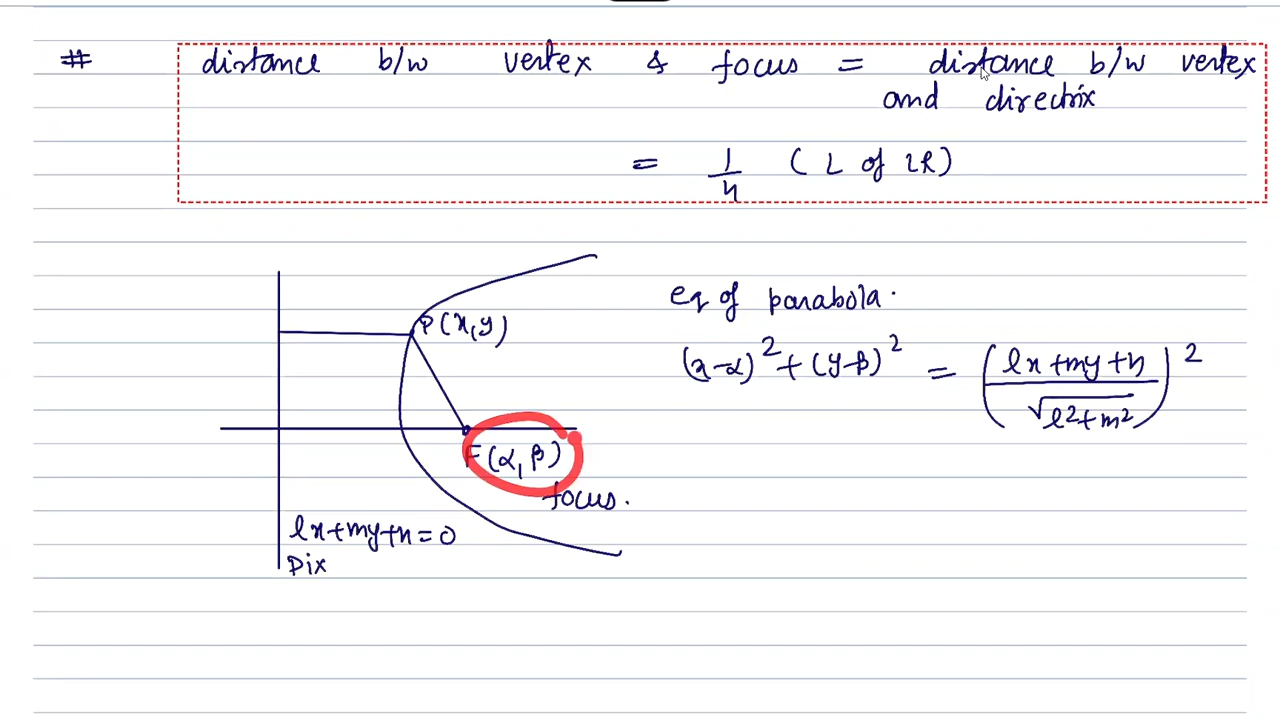 # distance b/w vertex & focus = distance b/w vertex
and directrix
= 1/4 ( L of LR)
eq of parabola.
P(x,y)
(x-α)² + (y-β)² = (lx+my+n / √l²+m²)²
F(α,β)
focus.
lx+my+n=0
Dix